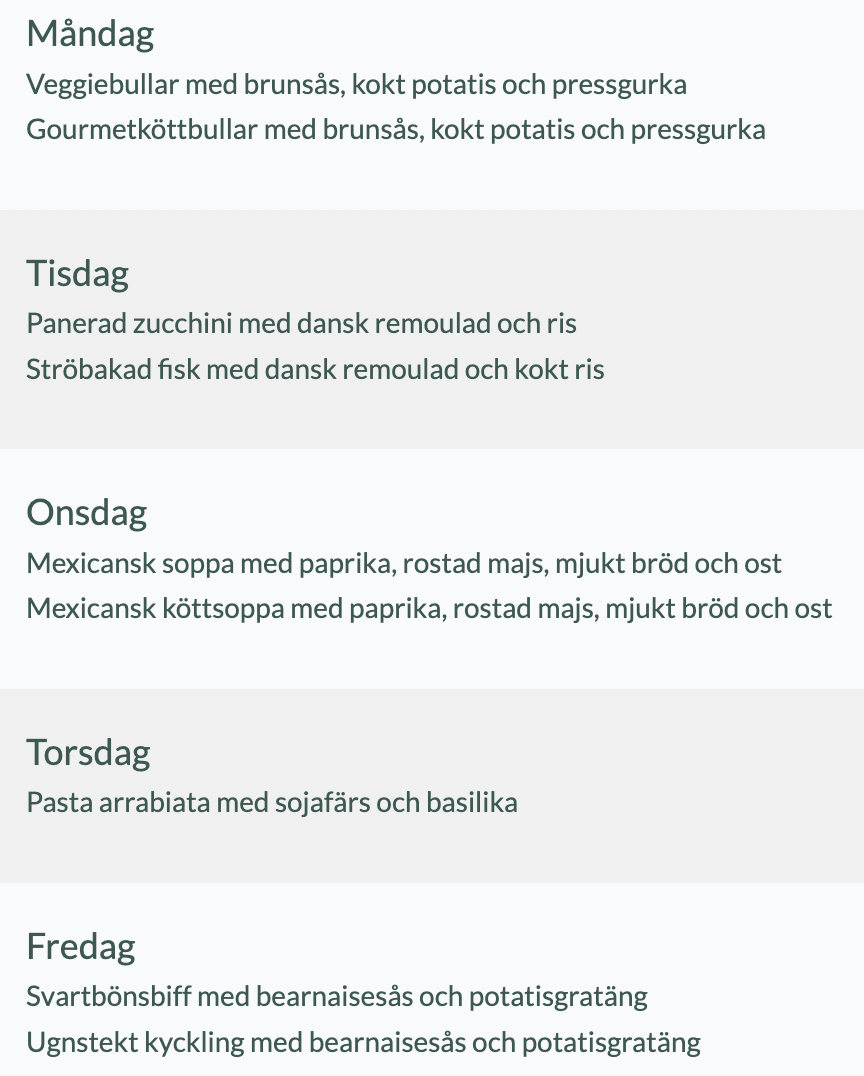 Måndag
Veggiebullar med brunsås, kokt potatis och pressgurka
Gourmetköttbullar med brunsås, kokt potatis och pressgurka
Tisdag
Panerad zucchini med dansk remoulad och ris
Ströbakad fisk med dansk remoulad och kokt ris
Onsdag
Mexicansk soppa med paprika, rostad majs, mjukt bröd och ost
Mexicansk köttsoppa med paprika, rostad majs, mjukt bröd och ost
Torsdag
Pasta arrabiata med sojafärs och basilika
Fredag
Svartbönsbiff med bearnaisesås och potatisgratäng
Ugnstekt kyckling med bearnaisesås och potatisgratäng